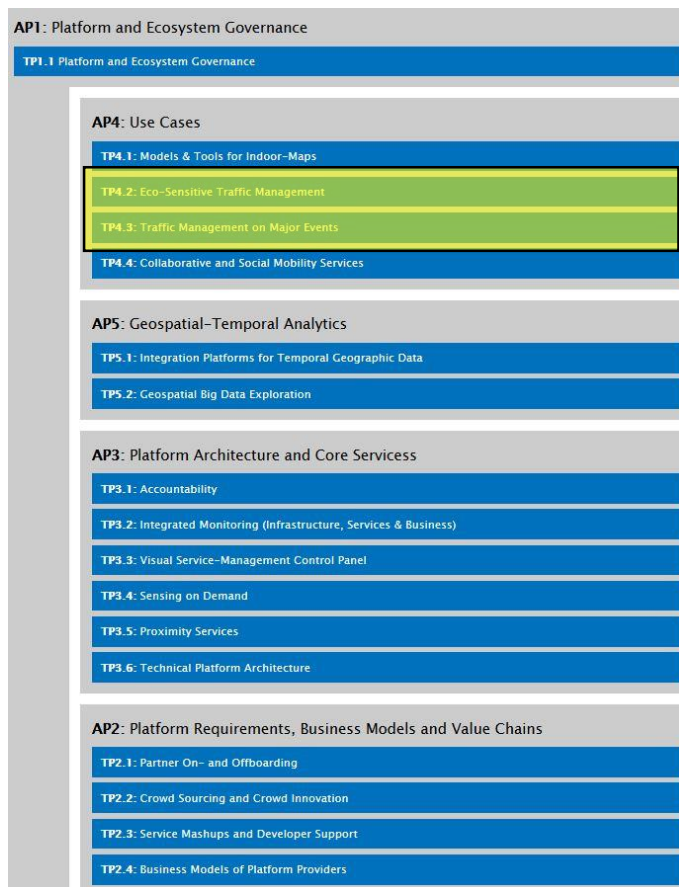 AP1: Platform and Ecosystem Governance
TP1.1 Platform and Ecosystem Governance
AP4: Use Cases
TP4.1: Models & Tools for Indoor-Maps
TP4.2: Eco-Sensitive Traffic Management
TP4.3: Traffic Management on Major Events
TP4.4: Collaborative and Social Mobility Services
AP5: Geospatial-Temporal Analytics
TP5.1: Integration Platforms for Temporal Geographic Data
TP5.2: Geospatial Big Data Exploration
AP3: Platform Architecture and Core Servicess
TP3.1: Accountability
TP3.2: Integrated Monitoring (Infrastructure, Services & Business)
TP3.3: Visual Service-Management Control Panel
TP3.4: Sensing on Demand
TP3.5: Proximity Services
TP3.6: Technical Platform Architecture
AP2: Platform Requirements, Business Models and Value Chains
TP2.1: Partner On- and Offboarding
TP2.2: Crowd Sourcing and Crowd Innovation
TP2.3: Service Mashups and Developer Support
TP2.4: Business Models of Platform Providers